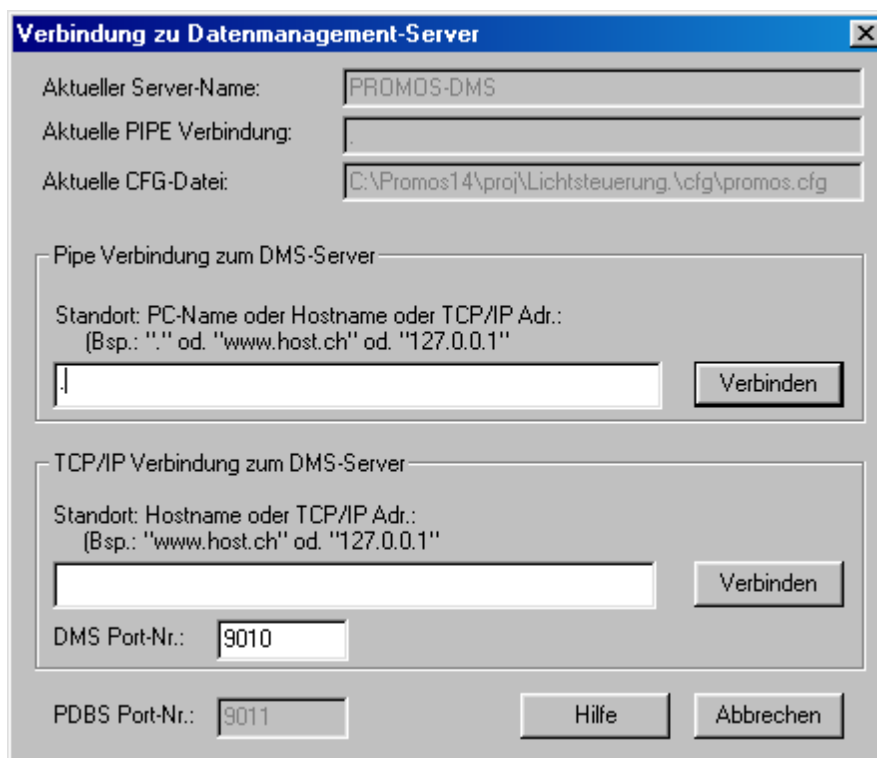 Verbindung zu Datenmanagement-Server
Aktueller Server-Name: PROMOS-DMS
Aktuelle PIPE Verbindung: .
Aktuelle CFG-Datei: C:\Promos14\proj\Lichtsteuerung.\cfg\promos.cfg
Pipe Verbindung zum DMS-Server
Standort: PC-Name oder Hostname oder TCP/IP Adr.:
(Bsp.: "." od. "www.host.ch" od. "127.0.0.1"
. Verbinden
TCP/IP Verbindung zum DMS-Server
Standort: Hostname oder TCP/IP Adr.:
(Bsp.: "www.host.ch" od. "127.0.0.1"
Verbinden
DMS Port-Nr.: 9010
PDBS Port-Nr.: 9011 Hilfe Abbrechen